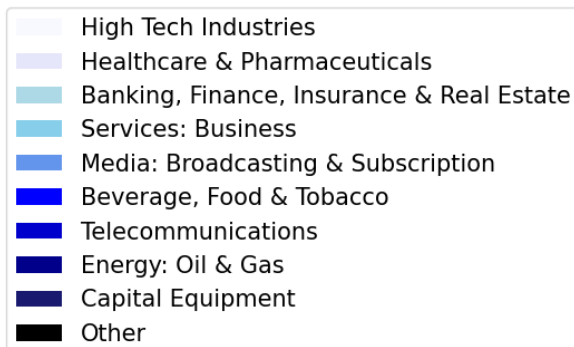 High Tech Industries
Healthcare & Pharmaceuticals
Banking, Finance, Insurance & Real Estate
Services: Business
Media: Broadcasting & Subscription
Beverage, Food & Tobacco
Telecommunications
Energy: Oil & Gas
Capital Equipment
Other